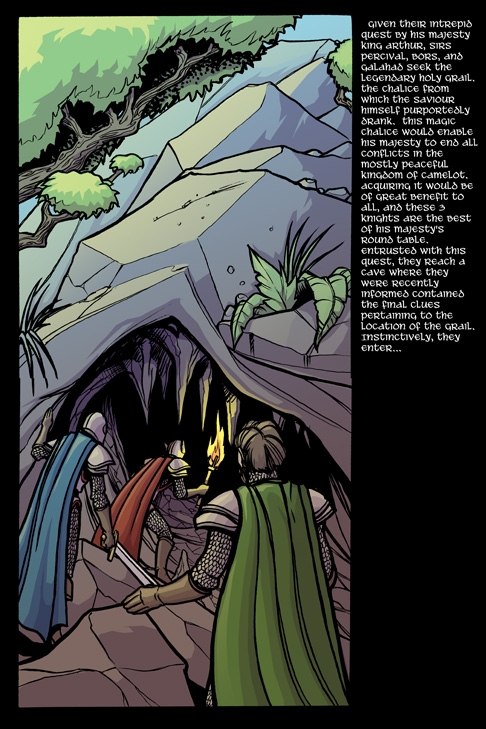 Given their intrepid
quest by his majesty
king Arthur, Sirs
Percival, Bors, and
Galahad seek the
legendary holy grail.
the chalice from
which the saviour
himself purportedly
drank. this magic
chalice would enable
his majesty to end all
conflicts in the
mostly peaceful
kingdom of camelot.
acquiring it would be
of great benefit to
all, and these 3
knights are the best
of his majesty's
round table.
entrusted with this
quest, they reach a
cave where they
were recently
informed contained
the final clues
pertaining to the
location of the grail.
Instinctively, they
enter...